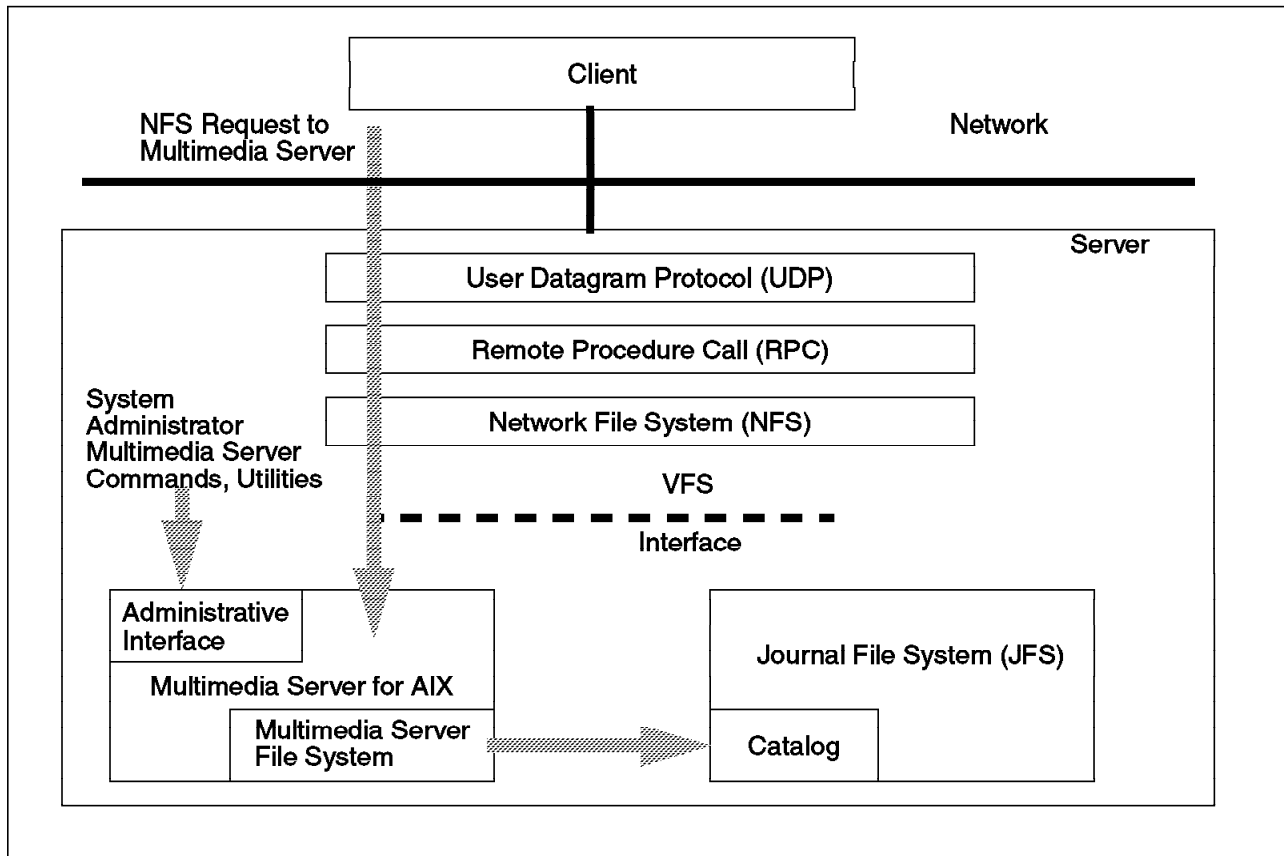 Client
NFS Request to
Multimedia Server
Network
Server
User Datagram Protocol (UDP)
Remote Procedure Call (RPC)
Network File System (NFS)
System
Administrator
Multimedia Server
Commands, Utilities
VFS
Interface
Administrative
Interface
Multimedia Server for AIX
Multimedia Server
File System
Journal File System (JFS)
Catalog